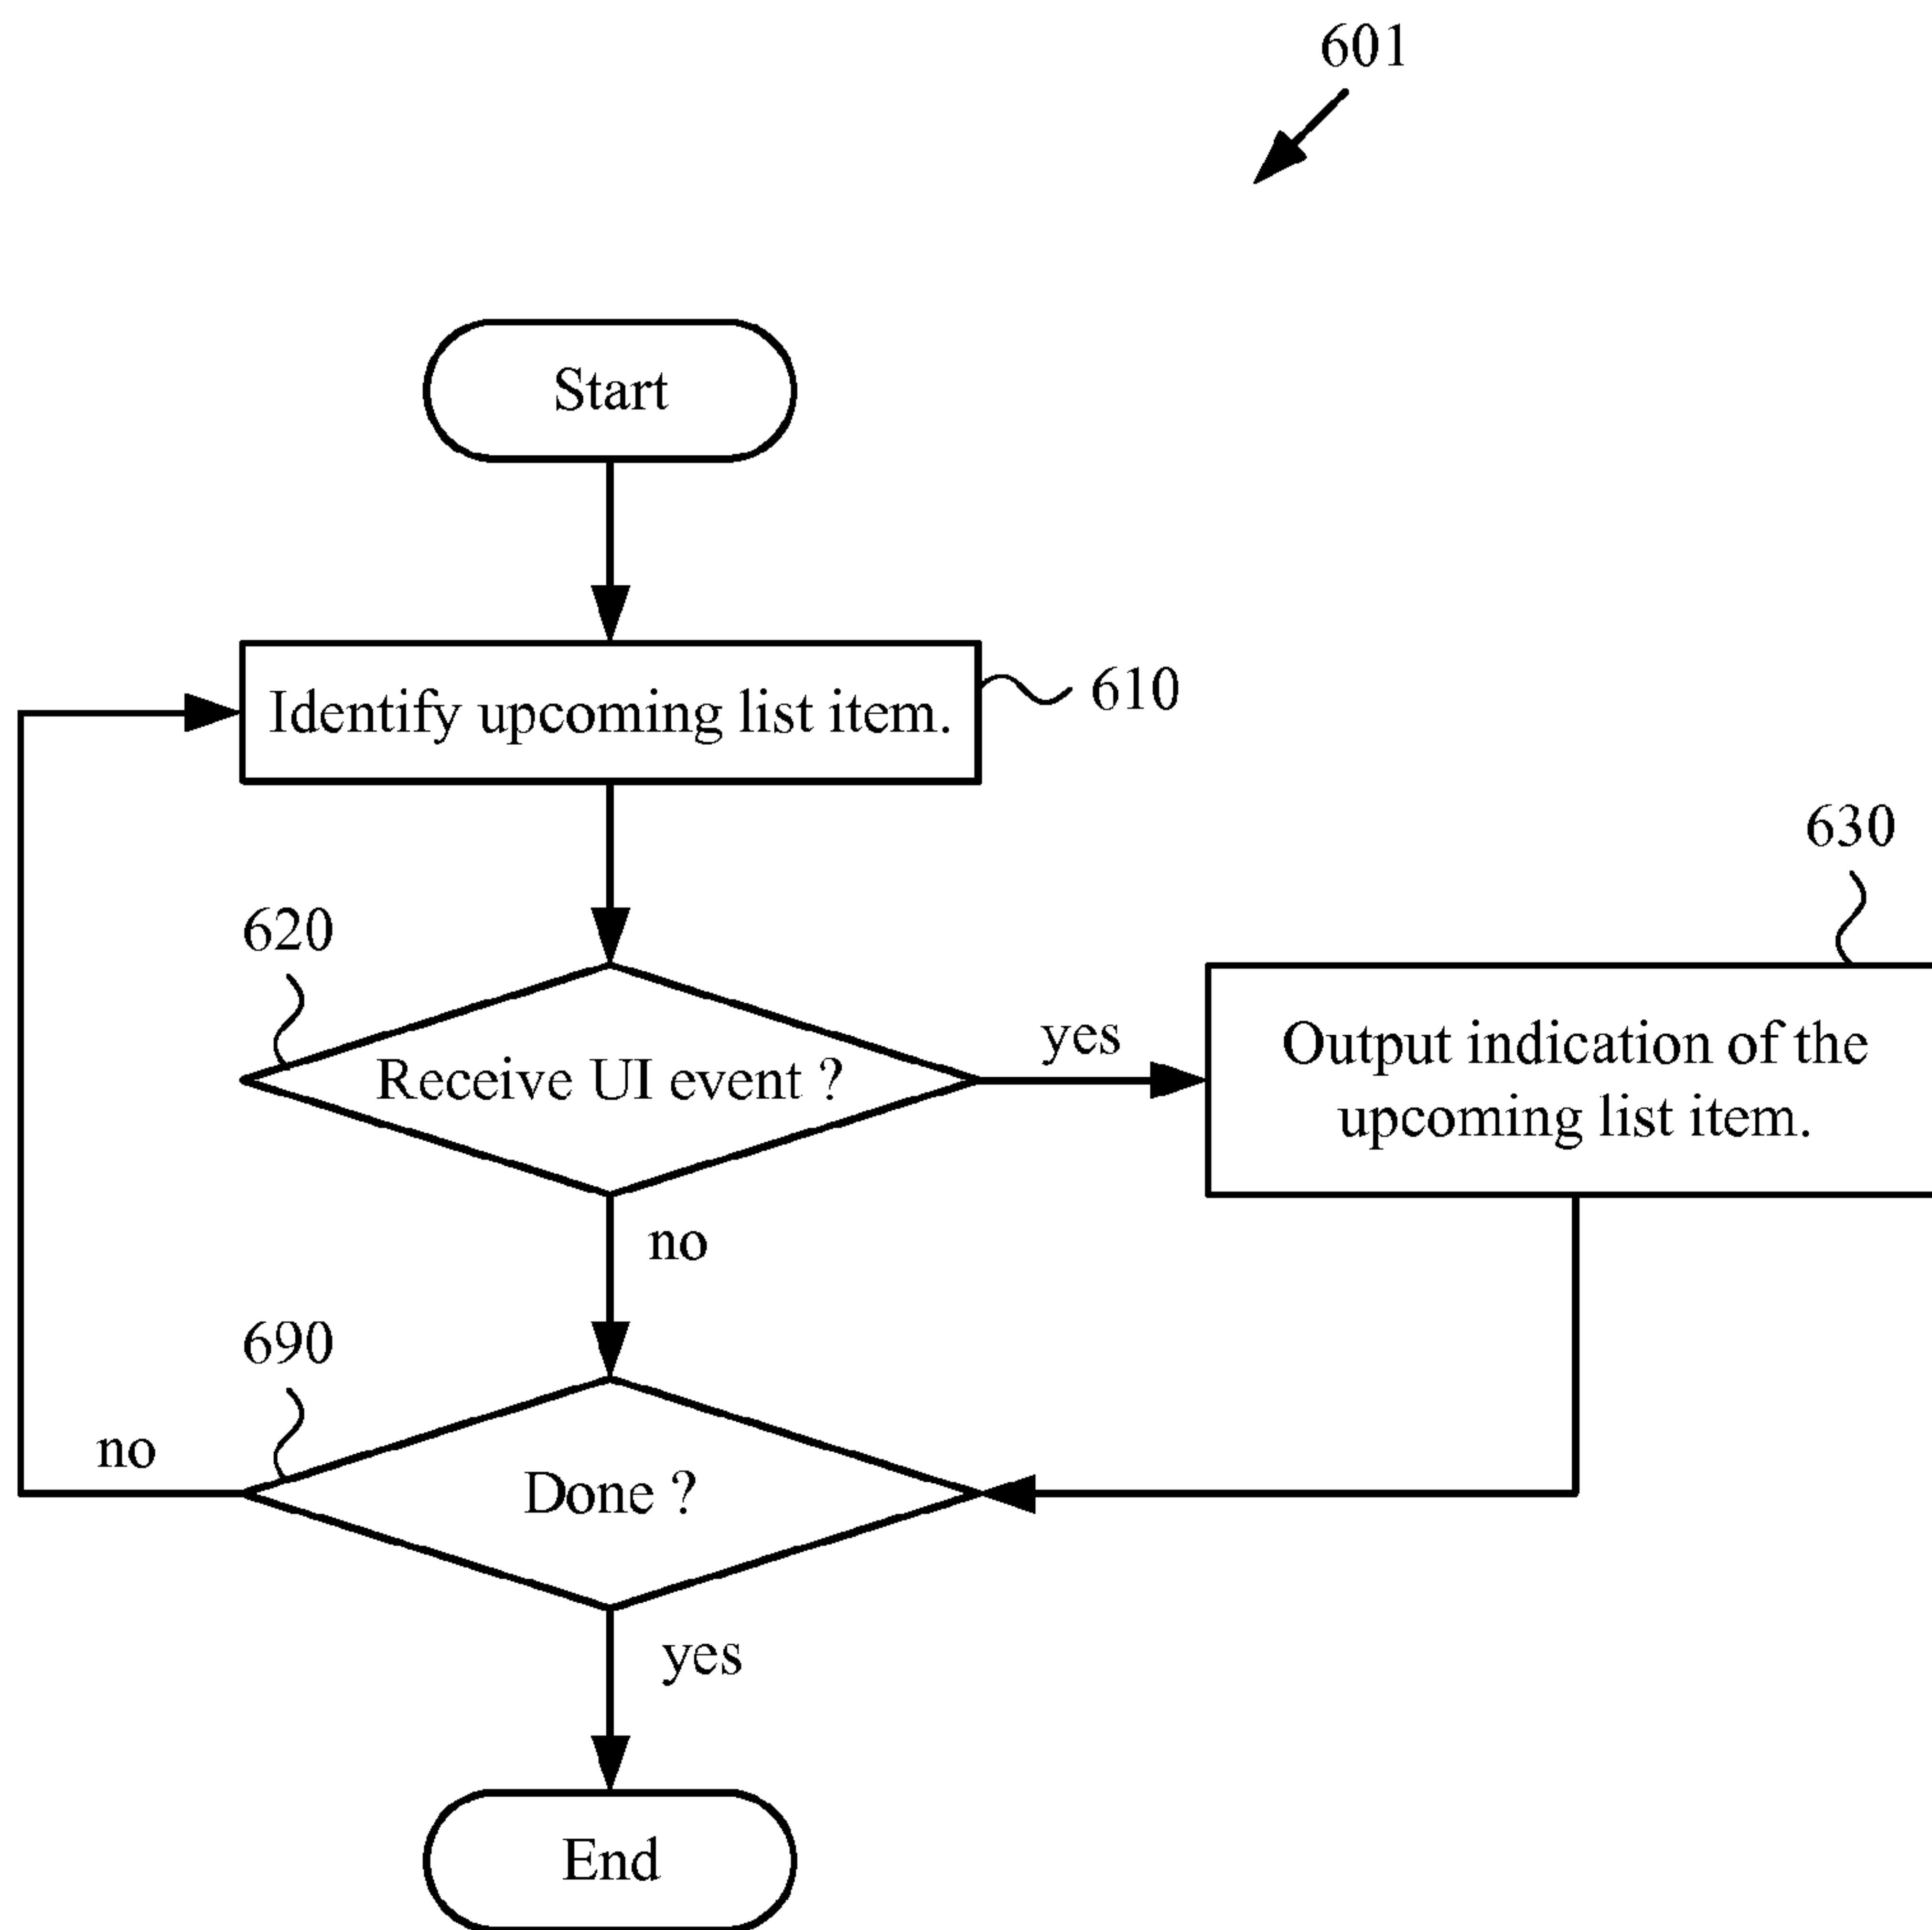 601
Start
Identify upcoming list item.
610
630
620
Receive UI event ?
yes
Output indication of the
upcoming list item.
no
690
no
Done ?
yes
End